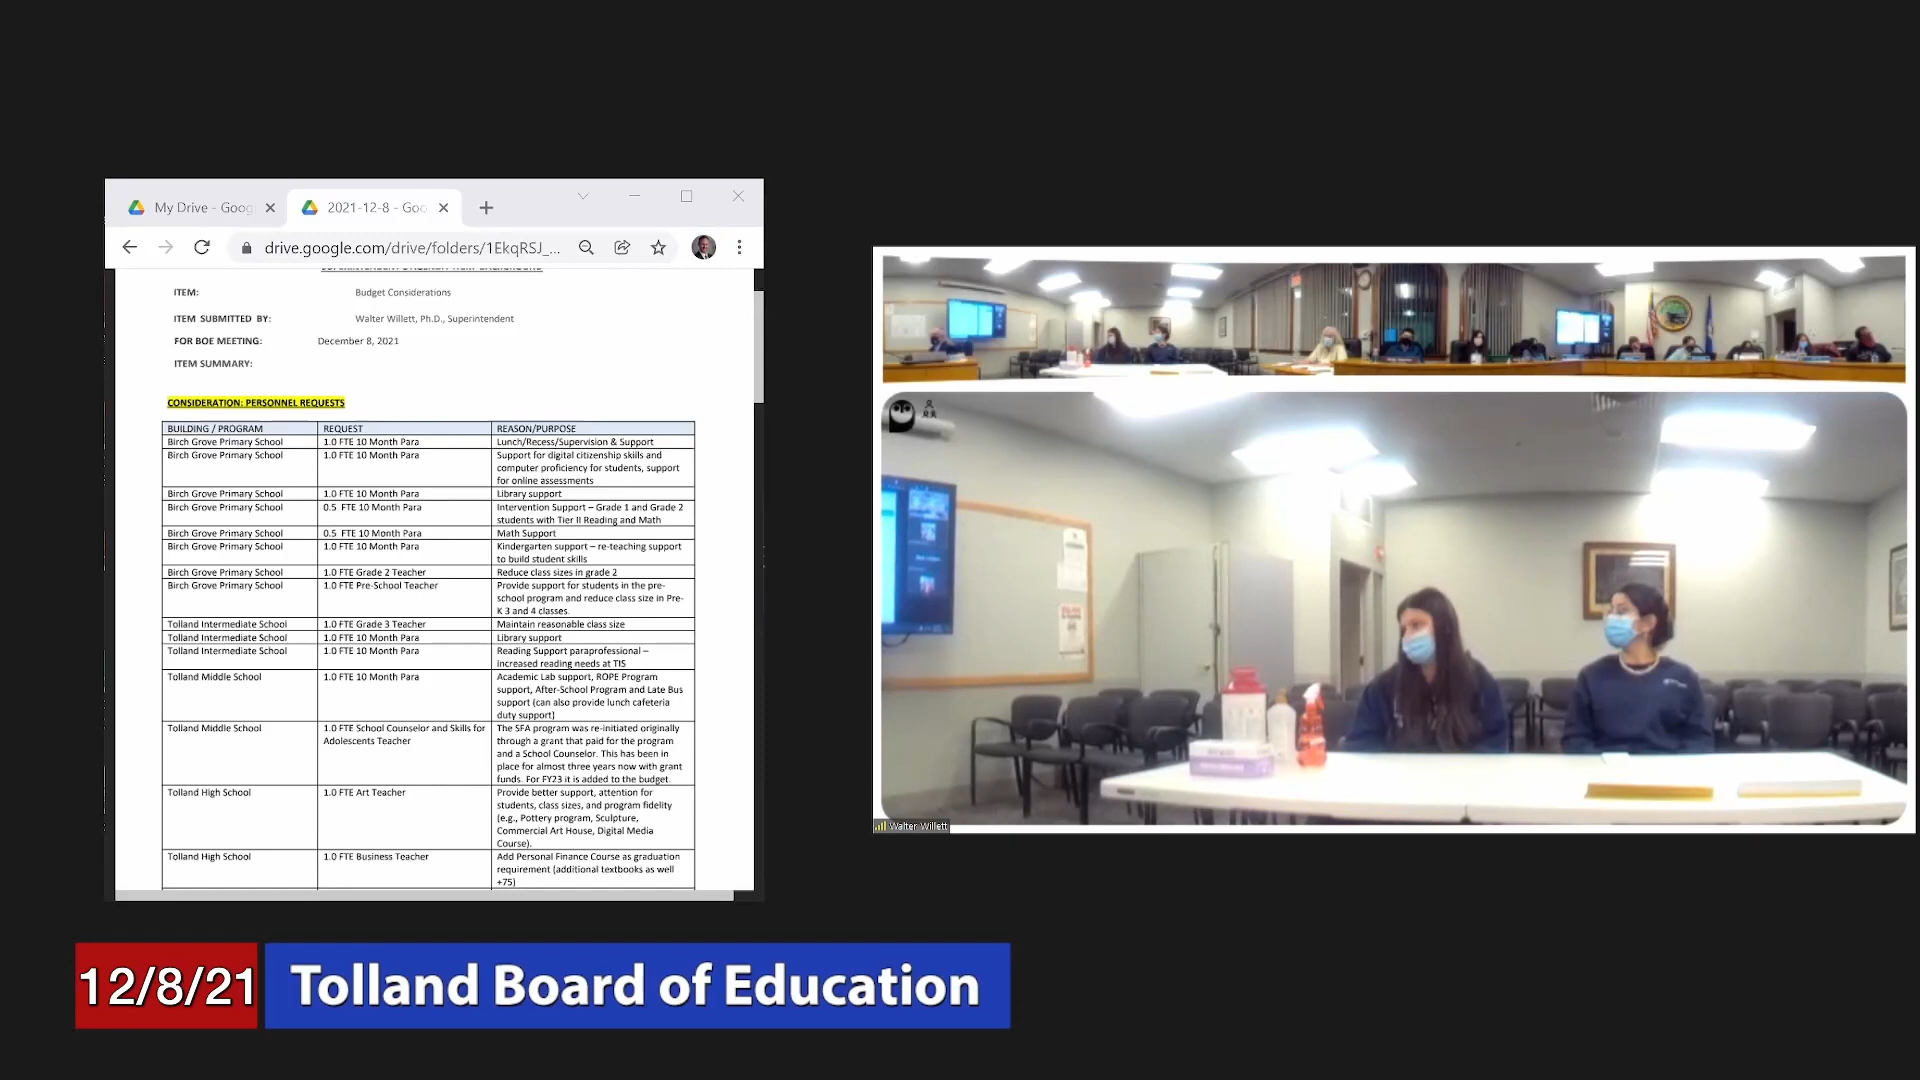 My Drive - Goog
2021-12-8 - Goo
drive.google.com/drive/folders/1EkqRSJ_...
ITEM: Budget Considerations
ITEM SUBMITTED BY: Walter Willett, Ph.D., Superintendent
FOR BOE MEETING: December 8, 2021
ITEM SUMMARY:
CONSIDERATION: PERSONNEL REQUESTS
BUILDING / PROGRAM REQUEST REASON/PURPOSE
Birch Grove Primary School 1.0 FTE 10 Month Para Lunch/Recess/Supervision & Support
Birch Grove Primary School 1.0 FTE 10 Month Para Support for digital citizenship skills and
computer proficiency for students, support
for online assessments
Birch Grove Primary School 1.0 FTE 10 Month Para Library support
Birch Grove Primary School 0.5 FTE 10 Month Para Intervention Support – Grade 1 and Grade 2
students with Tier II Reading and Math
Birch Grove Primary School 0.5 FTE 10 Month Para Math Support
Birch Grove Primary School 1.0 FTE 10 Month Para Kindergarten support – re-teaching support
to build student skills
Birch Grove Primary School 1.0 FTE Grade 2 Teacher Reduce class sizes in grade 2
Birch Grove Primary School 1.0 FTE Pre-School Teacher Provide support for students in the pre-
school program and reduce class size in Pre-
K 3 and 4 classes.
Tolland Intermediate School 1.0 FTE Grade 3 Teacher Maintain reasonable class size
Tolland Intermediate School 1.0 FTE 10 Month Para Library support
Tolland Intermediate School 1.0 FTE 10 Month Para Reading Support paraprofessional –
increased reading needs at TIS
Tolland Middle School 1.0 FTE 10 Month Para Academic Lab support, ROPE Program
support, After-School Program and Late Bus
support (can also provide lunch cafeteria
duty support)
Tolland Middle School 1.0 FTE School Counselor and Skills for The SFA program was re-initiated originally
Adolescents Teacher through a grant that paid for the program
and a School Counselor. This has been in
place for almost three years now with grant
funds. For FY23 it is added to the budget.
Tolland High School 1.0 FTE Art Teacher Provide better support, attention for
students, class sizes, and program fidelity
(e.g., Pottery program, Sculpture,
Commercial Art House, Digital Media
Course).
Tolland High School 1.0 FTE Business Teacher Add Personal Finance Course as graduation
requirement (additional textbooks as well
+75)
Walter Willett
12/8/21 Tolland Board of Education